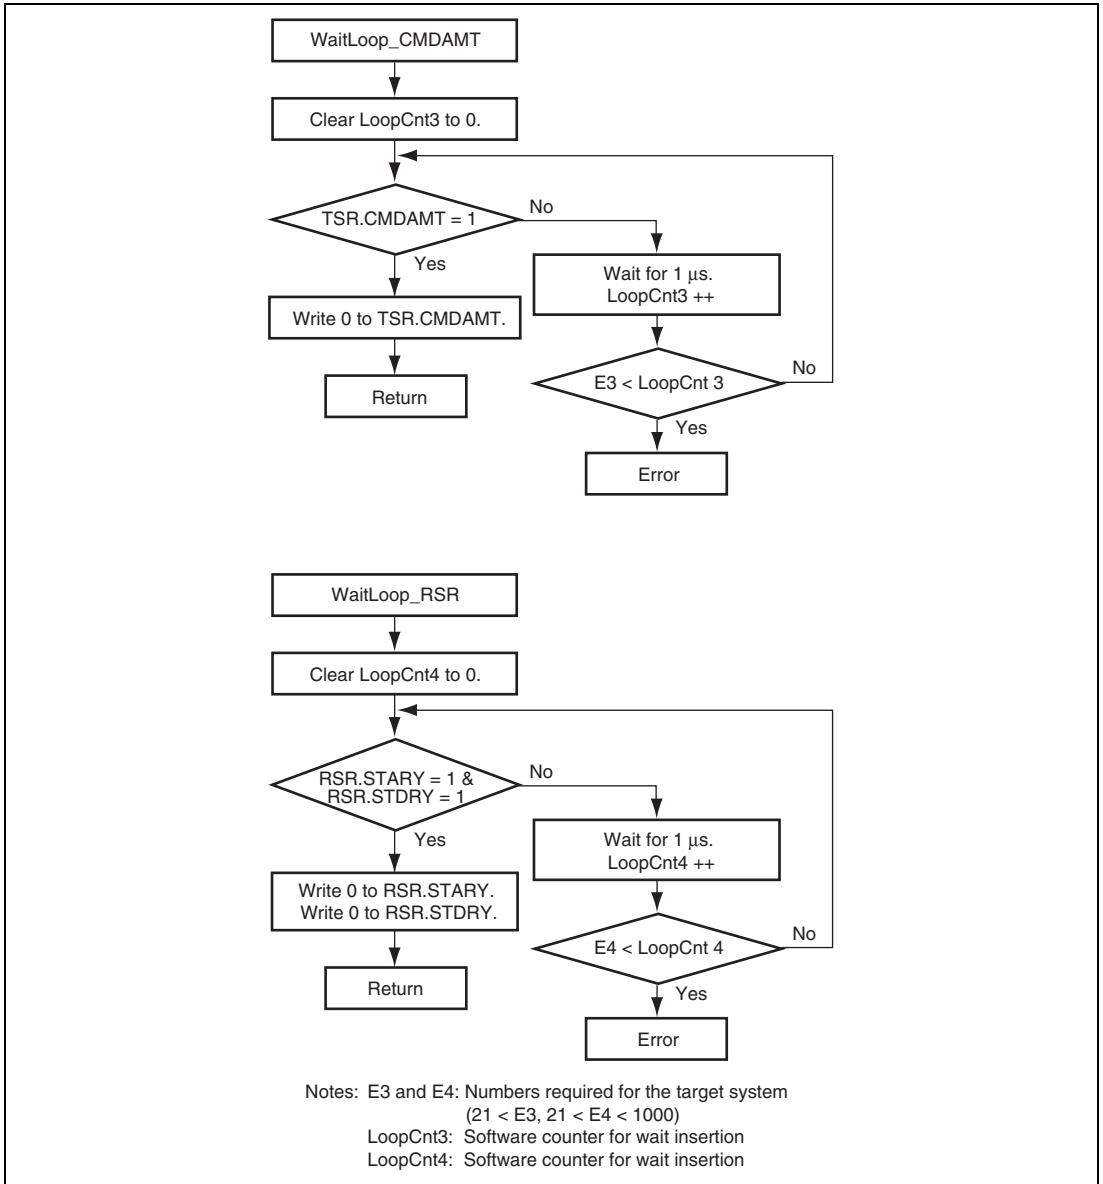 WaitLoop_CMDAMT
Clear LoopCnt3 to 0.
TSR.CMDAMT = 1
No
Yes
Wait for 1 μs.
LoopCnt3 ++
Write 0 to TSR.CMDAMT.
E3 < LoopCnt 3
No
Return
Yes
Error
WaitLoop_RSR
Clear LoopCnt4 to 0.
RSR.STARY = 1 &
RSR.STDRY = 1
No
Yes
Wait for 1 μs.
LoopCnt4 ++
Write 0 to RSR.STARY.
Write 0 to RSR.STDRY.
E4 < LoopCnt 4
No
Return
Yes
Error
Notes: E3 and E4: Numbers required for the target system
(21 < E3, 21 < E4 < 1000)
LoopCnt3: Software counter for wait insertion
LoopCnt4: Software counter for wait insertion